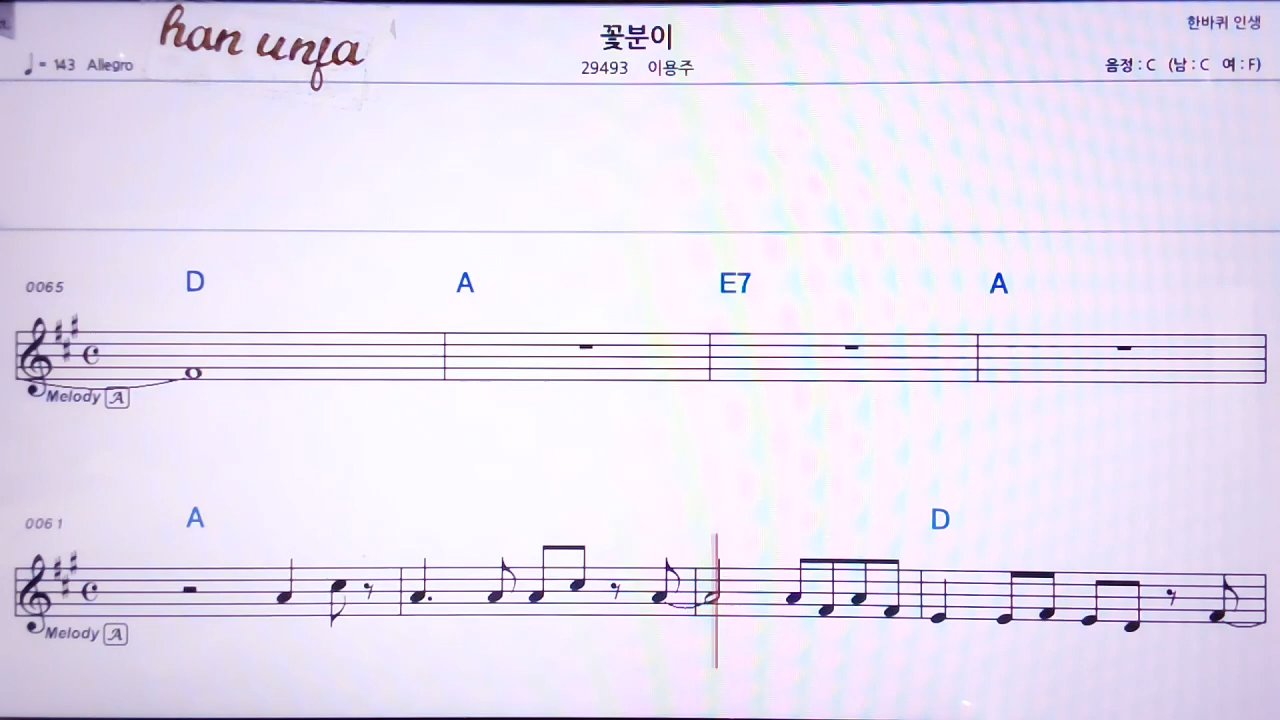 han unfa
꽃분이
한바퀴 인생
♩ = 143 Allegro
29493 이용주
음정 : C (남 : C 여 : F)
0065
D A E7 A
Melody A
0061
A D
Melody A